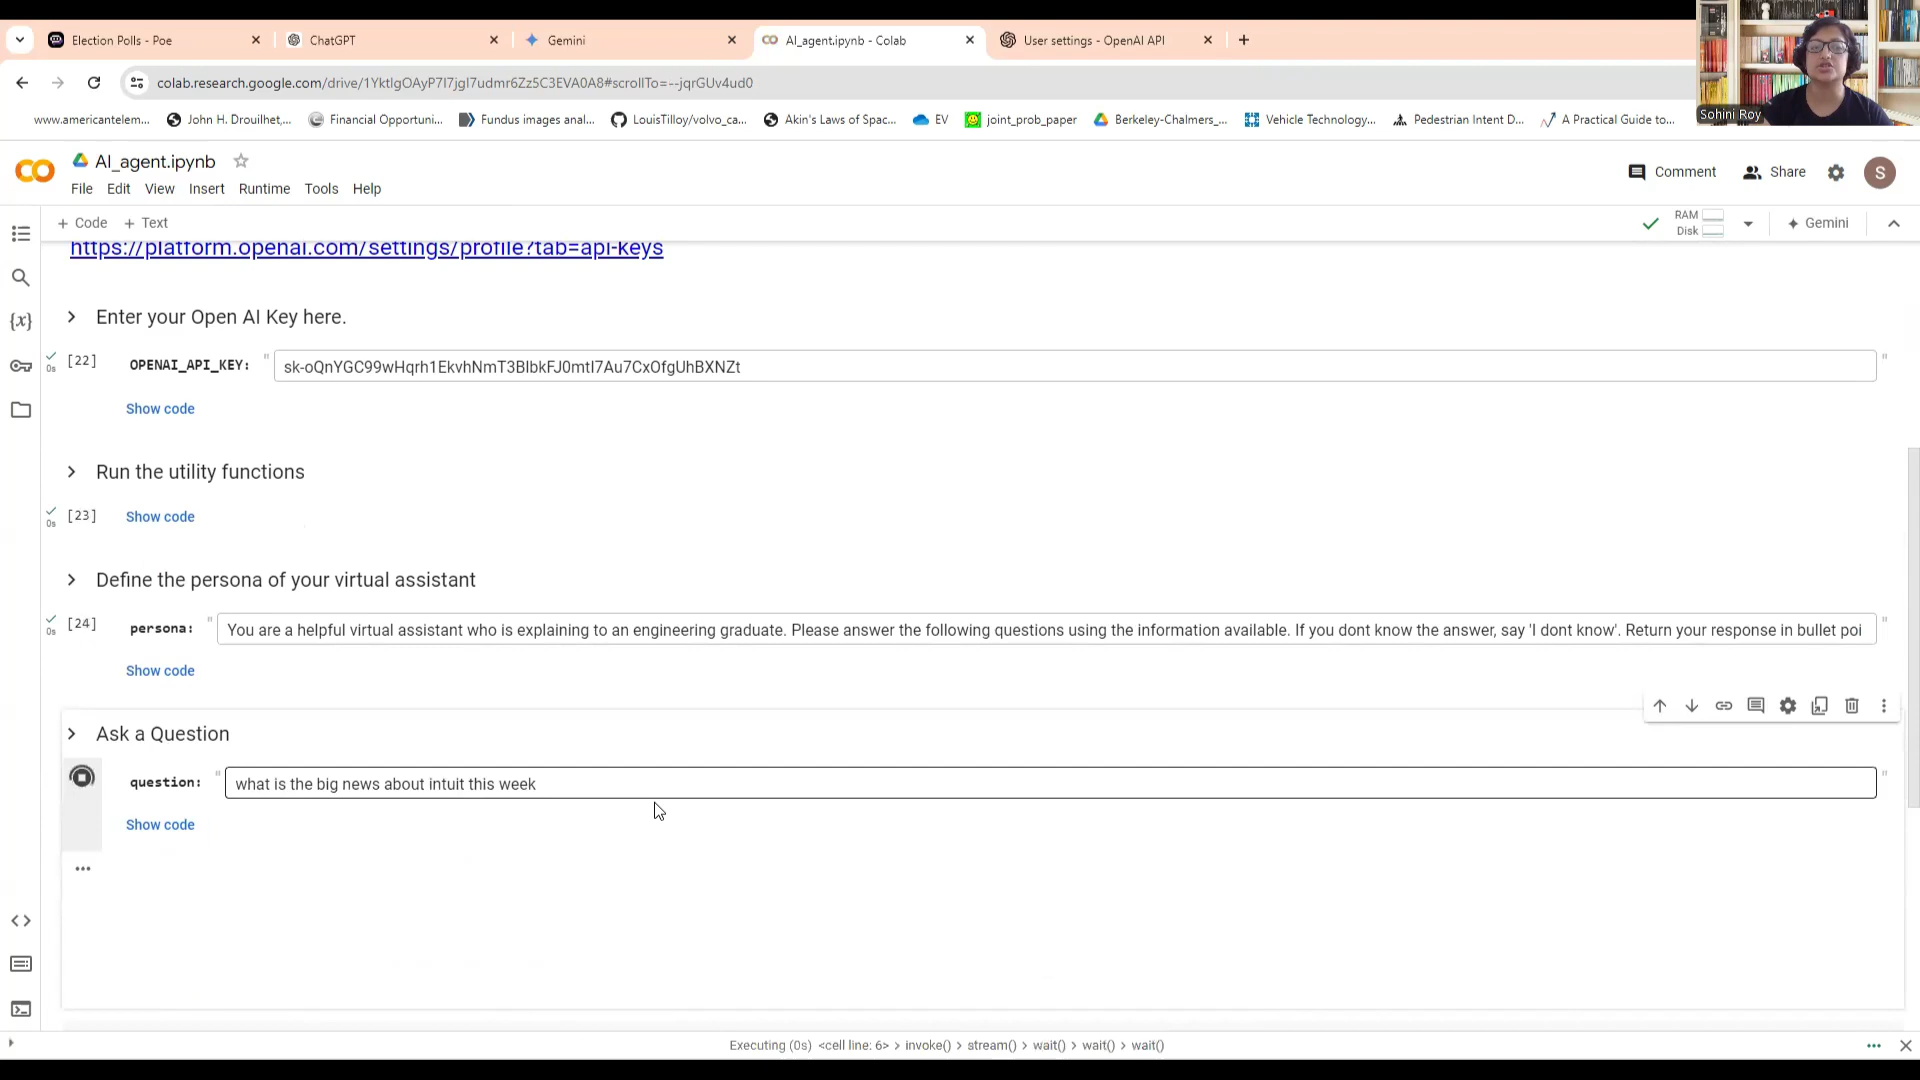 Election Polls - Poe
ChatGPT
Gemini
AI_agent.ipynb - Colab
User settings - OpenAI API
colab.research.google.com/drive/1YktlgOAyP7I7jgI7udmr6Zz5C3EVA0A8#scrollTo=--jqrGUv4ud0
www.americantelem...
John H. Drouilhet,...
Financial Opportuni...
Fundus images anal...
LouisTilloy/volvo_ca...
Akin's Laws of Spac...
EV
joint_prob_paper
Berkeley-Chalmers_...
Vehicle Technology...
Pedestrian Intent D...
A Practical Guide to...
Sohini Roy
CO
AI_agent.ipynb
File Edit View Insert Runtime Tools Help
Comment
Share
S
+ Code + Text
RAM
Disk
Gemini
https://platform.openai.com/settings/profile?tab=api-keys
{x}
Enter your Open AI Key here.
0s
[22]
OPENAI_API_KEY: " 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 "
Show code
Run the utility functions
0s
[23]
Show code
Define the persona of your virtual assistant
0s
[24]
persona: " You are a helpful virtual assistant who is explaining to an engineering graduate. Please answer the following questions using the information available. If you dont know the answer, say 'I dont know'. Return your response in bullet poi "
Show code
Ask a Question
question: " what is the big news about intuit this week "
Show code
...
Executing (0s) <cell line: 6> > invoke() > stream() > wait() > wait() > wait()
...